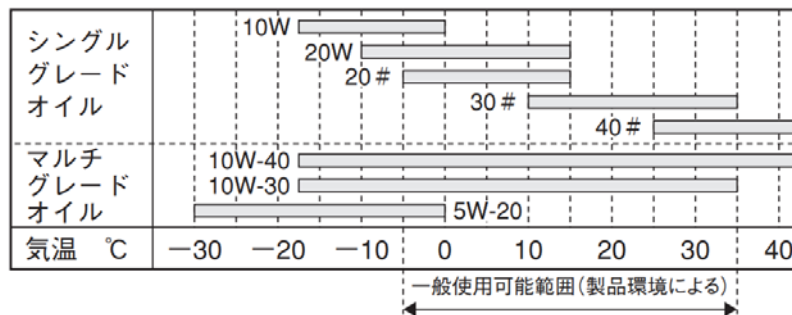 シングル
グレード
オイル
10W
20W
20#
30#
40#
マルチ
グレード
オイル
10W-40
10W-30
5W-20
気温 ℃ -30 -20 -10 0 10 20 30 40
一般使用可能範囲(製品環境による)